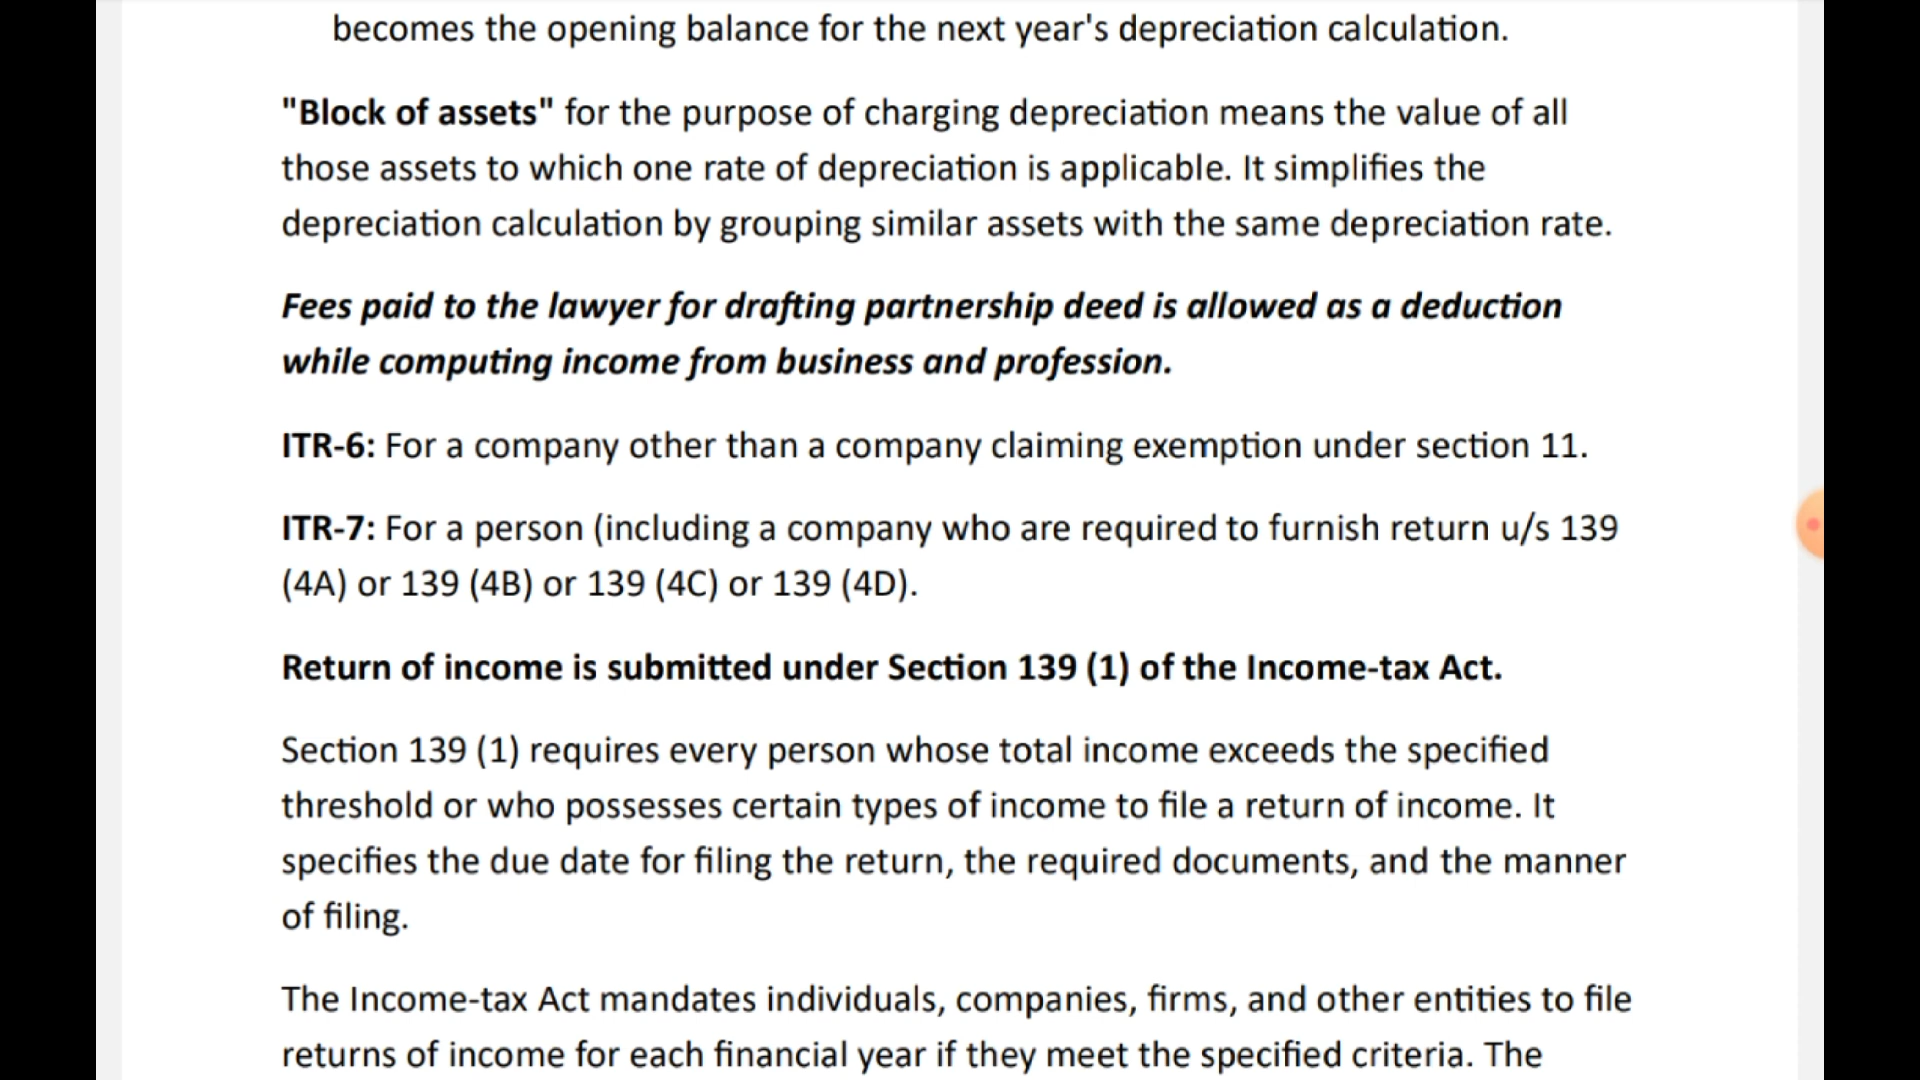 becomes the opening balance for the next year's depreciation calculation.
"Block of assets" for the purpose of charging depreciation means the value of all
those assets to which one rate of depreciation is applicable. It simplifies the
depreciation calculation by grouping similar assets with the same depreciation rate.
Fees paid to the lawyer for drafting partnership deed is allowed as a deduction
while computing income from business and profession.
ITR-6: For a company other than a company claiming exemption under section 11.
ITR-7: For a person (including a company who are required to furnish return u/s 139
(4A) or 139 (4B) or 139 (4C) or 139 (4D).
Return of income is submitted under Section 139 (1) of the Income-tax Act.
Section 139 (1) requires every person whose total income exceeds the specified
threshold or who possesses certain types of income to file a return of income. It
specifies the due date for filing the return, the required documents, and the manner
of filing.
The Income-tax Act mandates individuals, companies, firms, and other entities to file
returns of income for each financial year if they meet the specified criteria. The